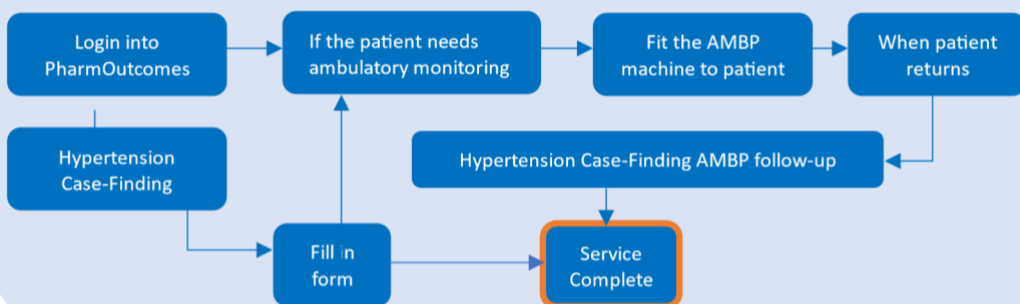 Login into
PharmOutcomes
If the patient needs
ambulatory monitoring
Fit the AMBP
machine to patient
When patient
returns
Hypertension
Case-Finding
Hypertension Case-Finding AMBP follow-up
Fill in
form
Service
Complete